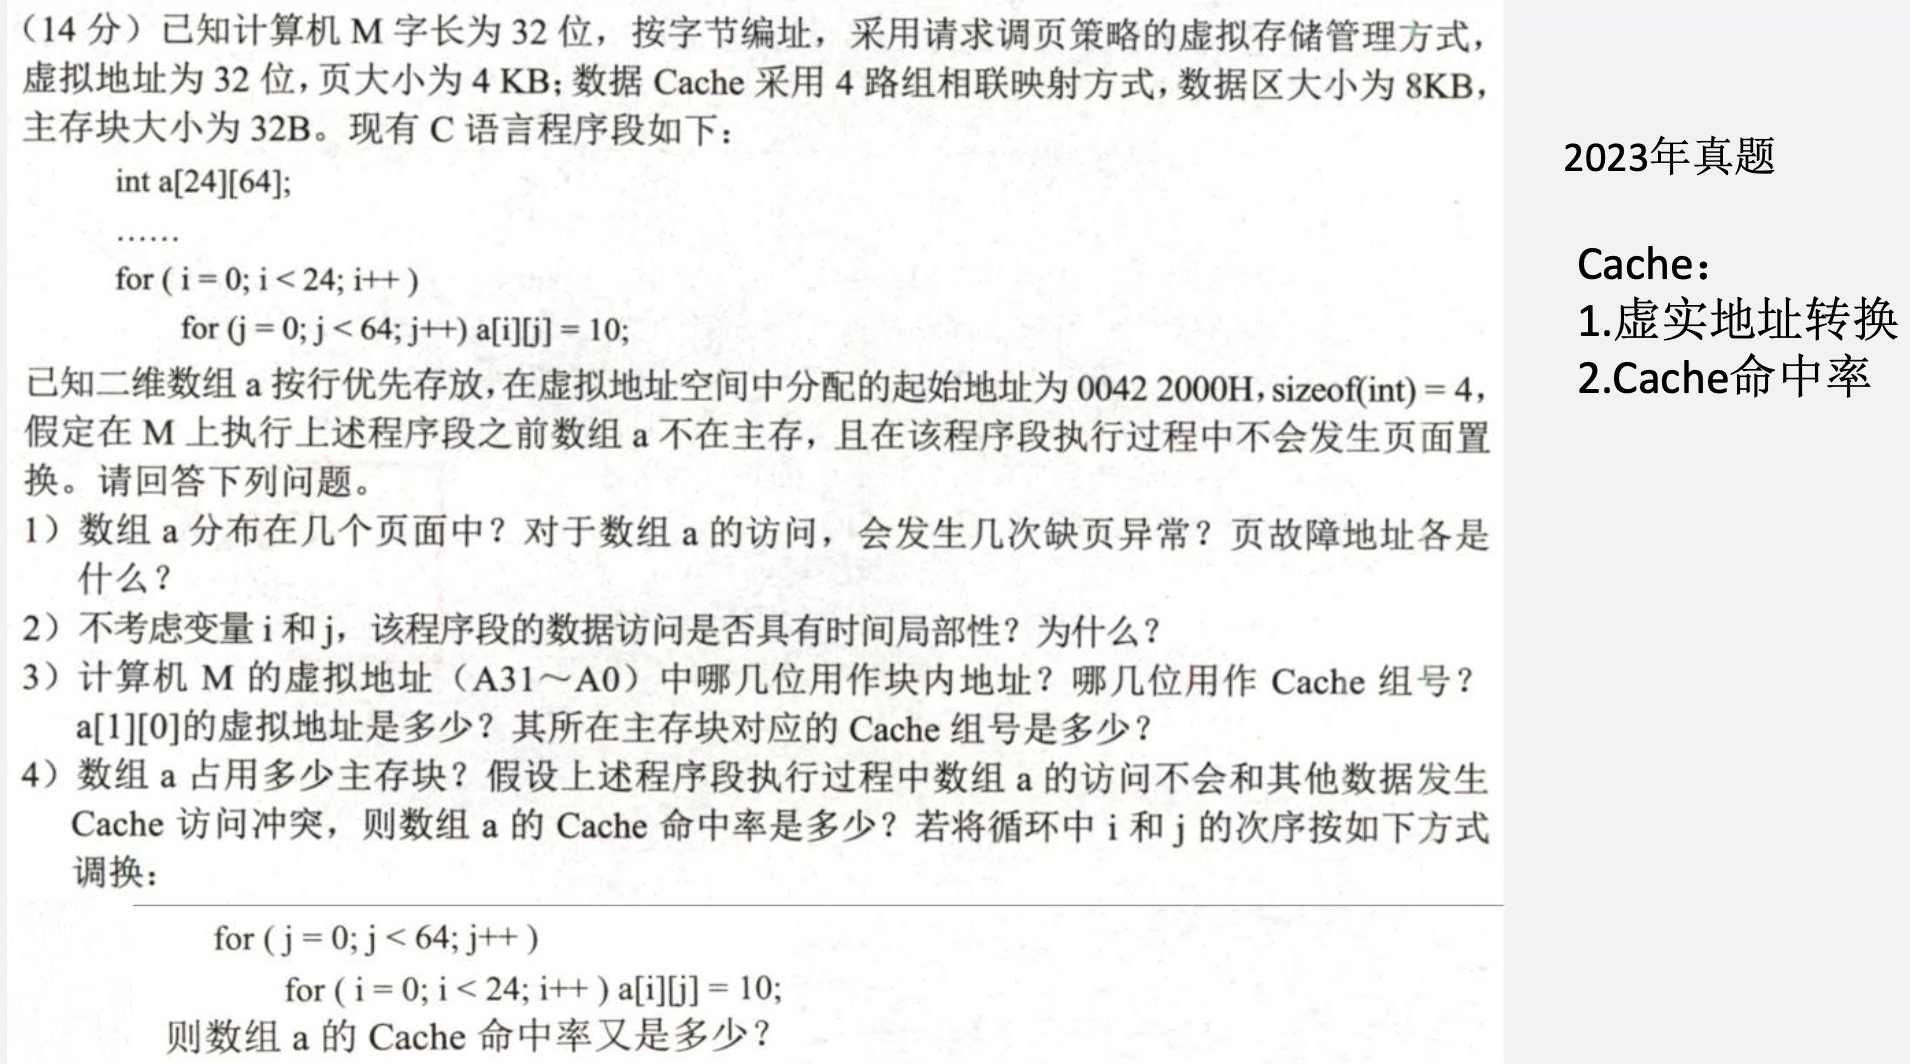 （14 分）已知计算机 M 字长为 32 位，按字节编址，采用请求调页策略的虚拟存储管理方式，
虚拟地址为 32 位，页大小为 4 KB；数据 Cache 采用 4 路组相联映射方式，数据区大小为 8KB，
主存块大小为 32B。现有 C 语言程序段如下：
int a[24][64];
……
for ( i = 0; i < 24; i++ )
for (j = 0; j < 64; j++) a[i][j] = 10;
已知二维数组 a 按行优先存放，在虚拟地址空间中分配的起始地址为 0042 2000H，sizeof(int) = 4，
假定在 M 上执行上述程序段之前数组 a 不在主存，且在该程序段执行过程中不会发生页面置
换。请回答下列问题。
1）数组 a 分布在几个页面中？对于数组 a 的访问，会发生几次缺页异常？页故障地址各是
什么？
2）不考虑变量 i 和 j，该程序段的数据访问是否具有时间局部性？为什么？
3）计算机 M 的虚拟地址（A31～A0）中哪几位用作块内地址？哪几位用作 Cache 组号？
a[1][0]的虚拟地址是多少？其所在主存块对应的 Cache 组号是多少？
4）数组 a 占用多少主存块？假设上述程序段执行过程中数组 a 的访问不会和其他数据发生
Cache 访问冲突，则数组 a 的 Cache 命中率是多少？若将循环中 i 和 j 的次序按如下方式
调换：
for ( j = 0; j < 64; j++ )
for ( i = 0; i < 24; i++ ) a[i][j] = 10;
则数组 a 的 Cache 命中率又是多少？
2023年真题
Cache：
1.虚实地址转换
2.Cache命中率